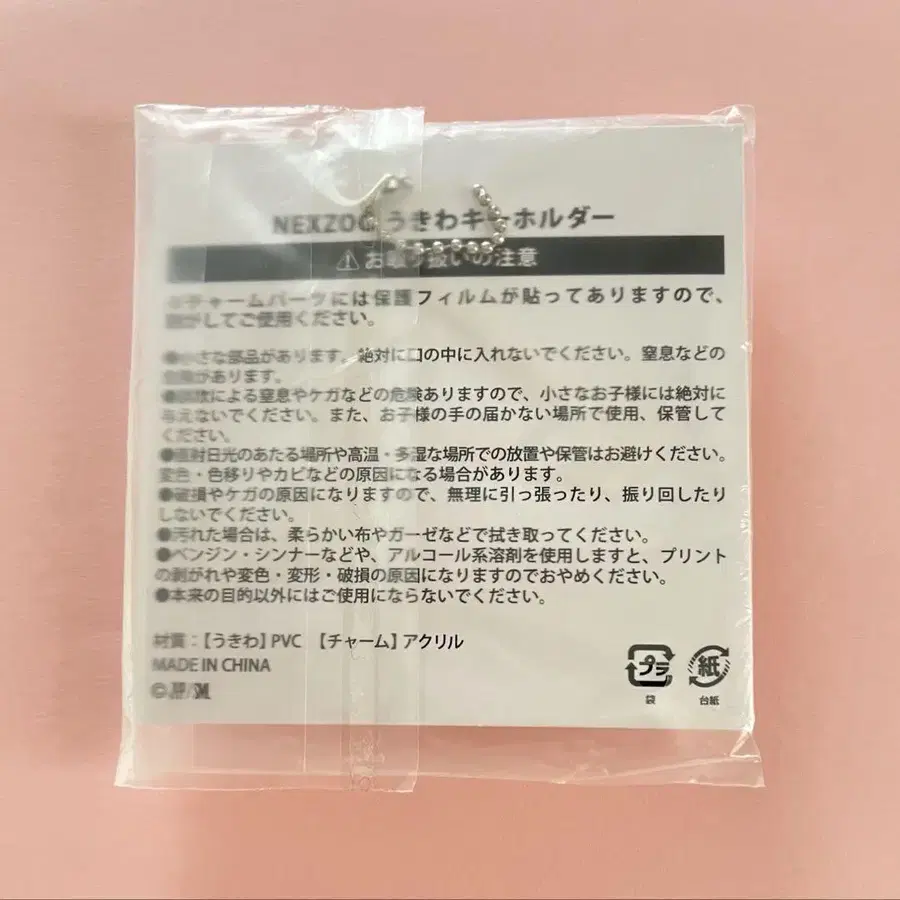 NEXZOO うきわキーホルダー
お取り扱いの注意
※チャームパーツには保護フィルムが貼ってありますので、
剥がしてご使用ください。
●小さな部品があります。絶対に口の中に入れないでください。窒息などの
危険があります。
●誤飲による窒息やケガなどの危険ありますので、小さなお子様には絶対に
与えないでください。また、お子様の手の届かない場所で使用、保管して
ください。
●直射日光のあたる場所や高温・多湿な場所での放置や保管はお避けください。
変色・色移りやカビなどの原因になる場合があります。
●破損やケガの原因になりますので、無理に引っ張ったり、振り回したり
しないでください。
●汚れた場合は、柔らかい布やガーゼなどで拭き取ってください。
●ベンジン・シンナーなどや、アルコール系溶剤を使用しますと、プリント
の剥がれや変色・変形・破損の原因になりますのでおやめください。
●本来の目的以外にはご使用にならないでください。
材質：【うきわ】PVC 【チャーム】アクリル
MADE IN CHINA
プラ
袋
紙
台紙